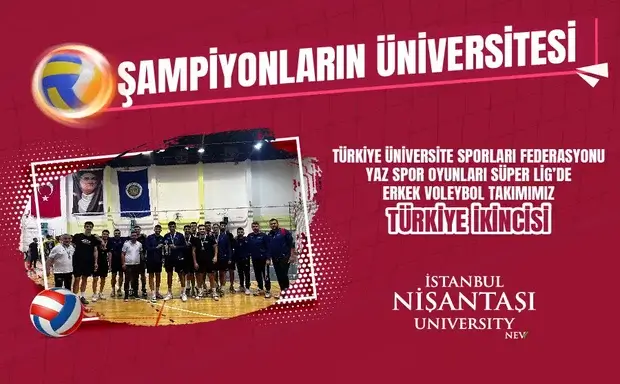 ŞAMPİYONLARIN ÜNİVERSİTESİ
TÜRKİYE ÜNİVERSİTE SPORLARI FEDERASYONU
YAZ SPOR OYUNLARI SÜPER LİG'DE
ERKEK VOLEYBOL TAKIMIMIZ
TÜRKİYE İKİNCİSİ
İSTANBUL
NİŞANTAŞI
UNIVERSITY
NEV